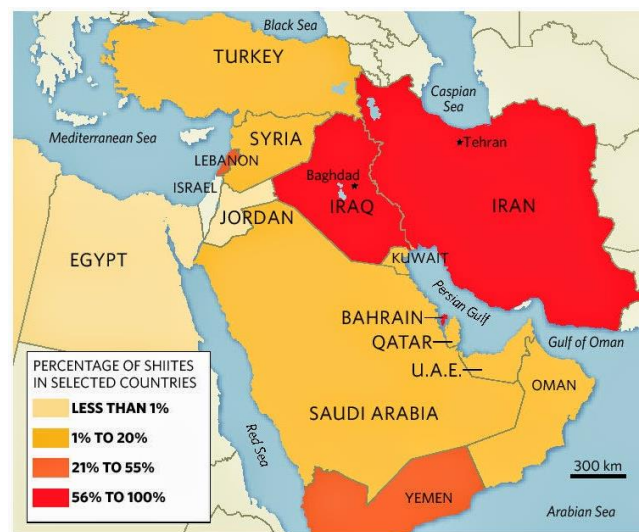 Black Sea
TURKEY
Caspian
Sea
Tehran
Mediterranean Sea
SYRIA
LEBANON
Baghdad
ISRAEL
IRAQ
IRAN
JORDAN
EGYPT
KUWAIT
Persian Gulf
BAHRAIN
QATAR
Gulf of Oman
U.A.E.
OMAN
SAUDI ARABIA
Red Sea
YEMEN
Arabian Sea
300 km
PERCENTAGE OF SHIITES
IN SELECTED COUNTRIES
LESS THAN 1%
1% TO 20%
21% TO 55%
56% TO 100%